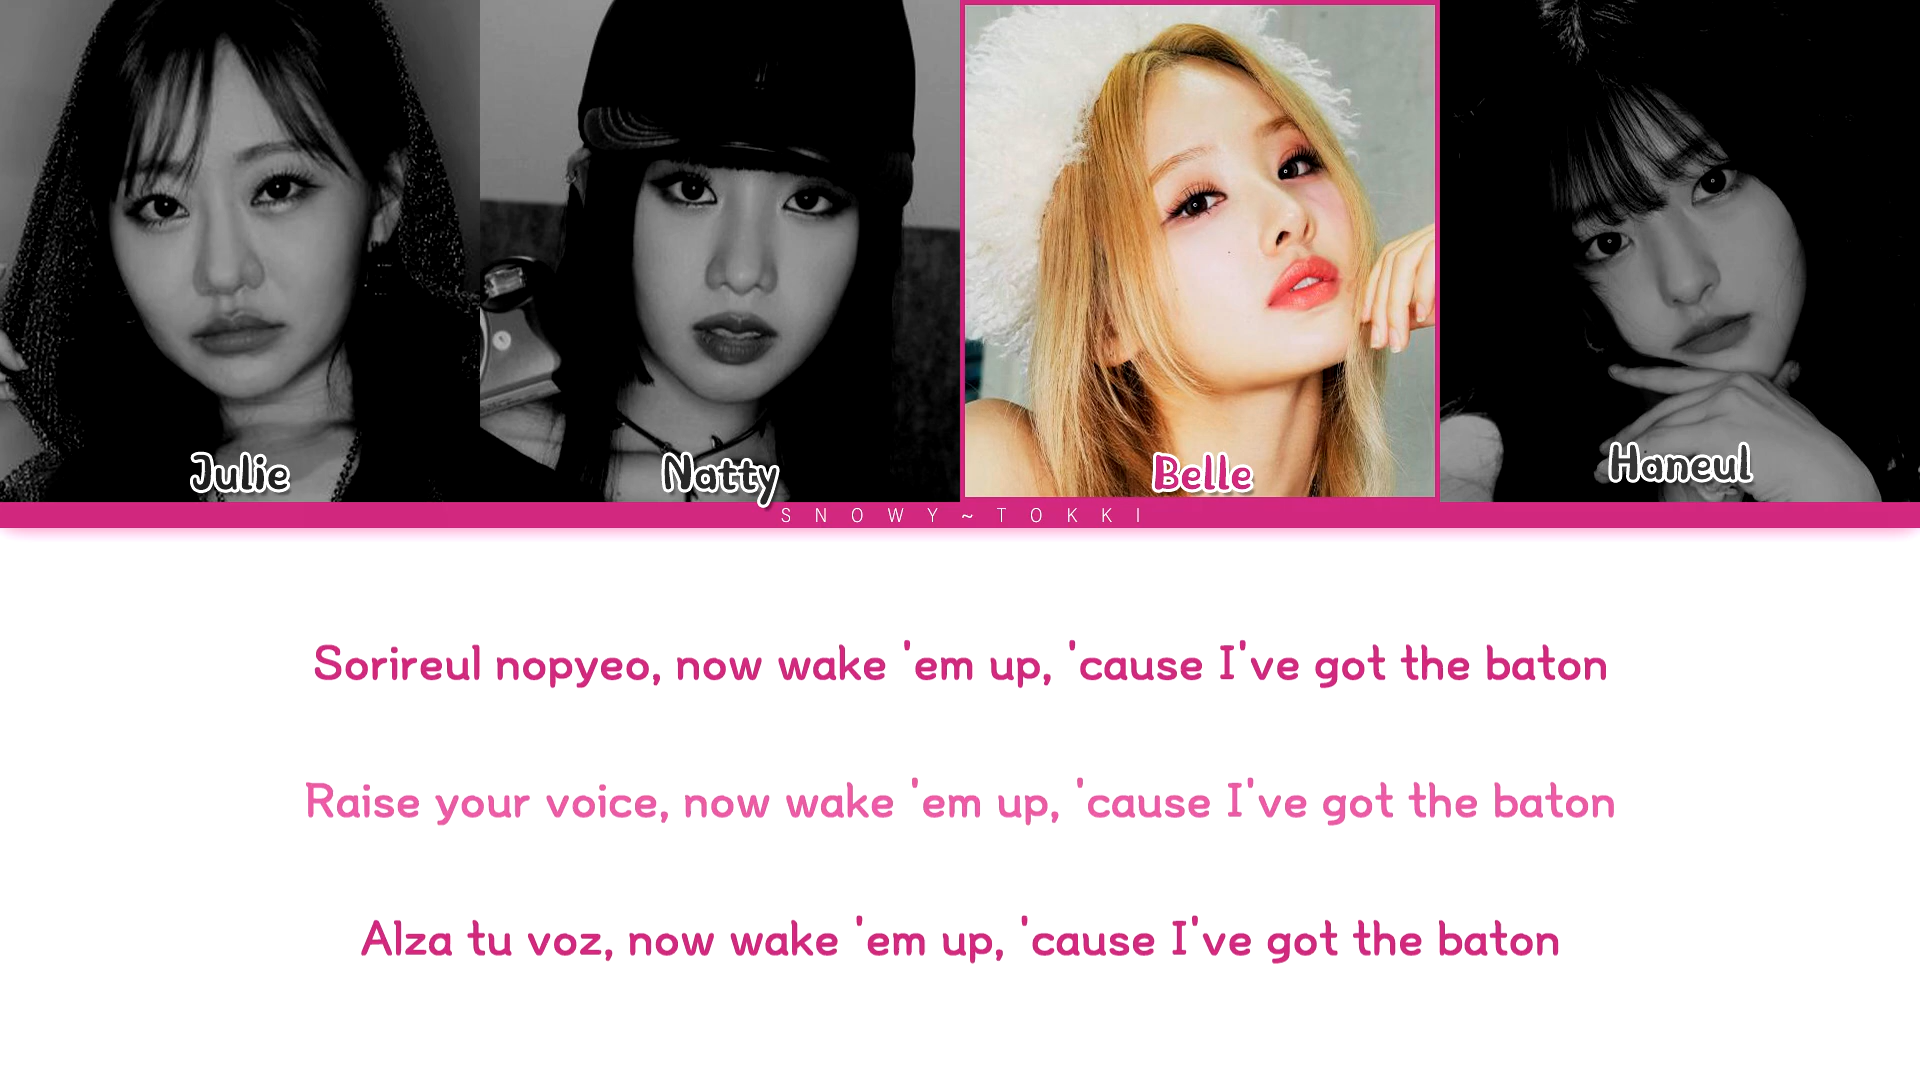 Julie
Natty
Belle
Haneul
SNOWY~TOKKI
Sorireul nopyeo, now wake 'em up, 'cause I've got the baton
Raise your voice, now wake 'em up, 'cause I've got the baton
Alza tu voz, now wake 'em up, 'cause I've got the baton